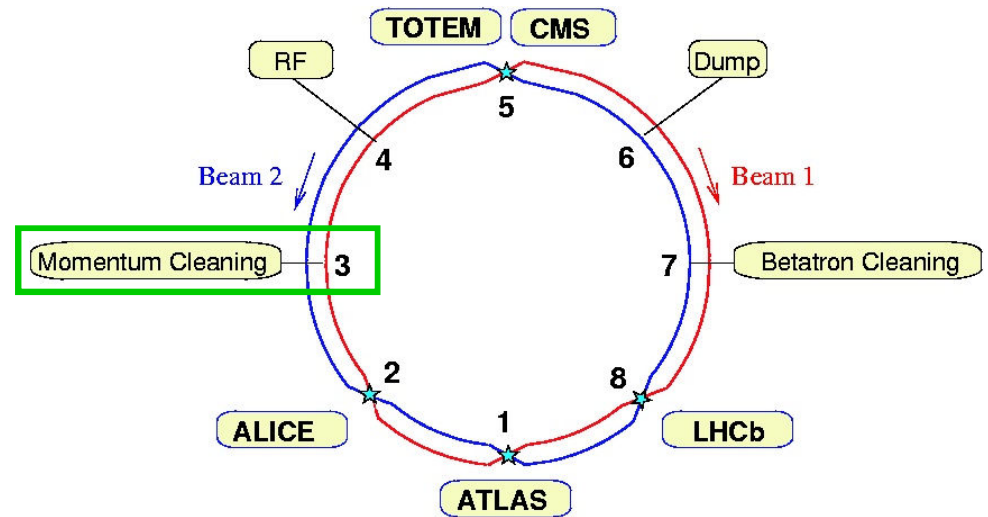 TOTEM CMS
RF
Dump
5
4
6
Beam 2
Beam 1
Momentum Cleaning
3
7
Betatron Cleaning
2
8
1
ALICE
LHCb
ATLAS